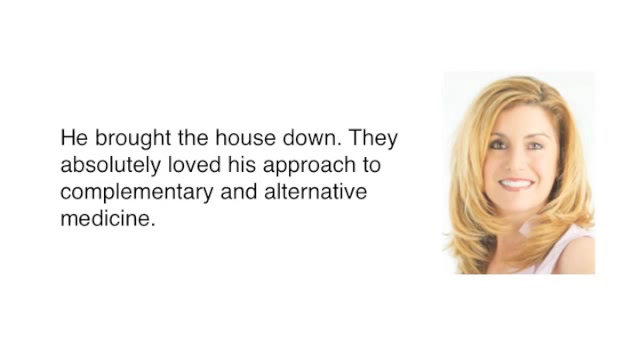 He brought the house down. They
absolutely loved his approach to
complementary and alternative
medicine.